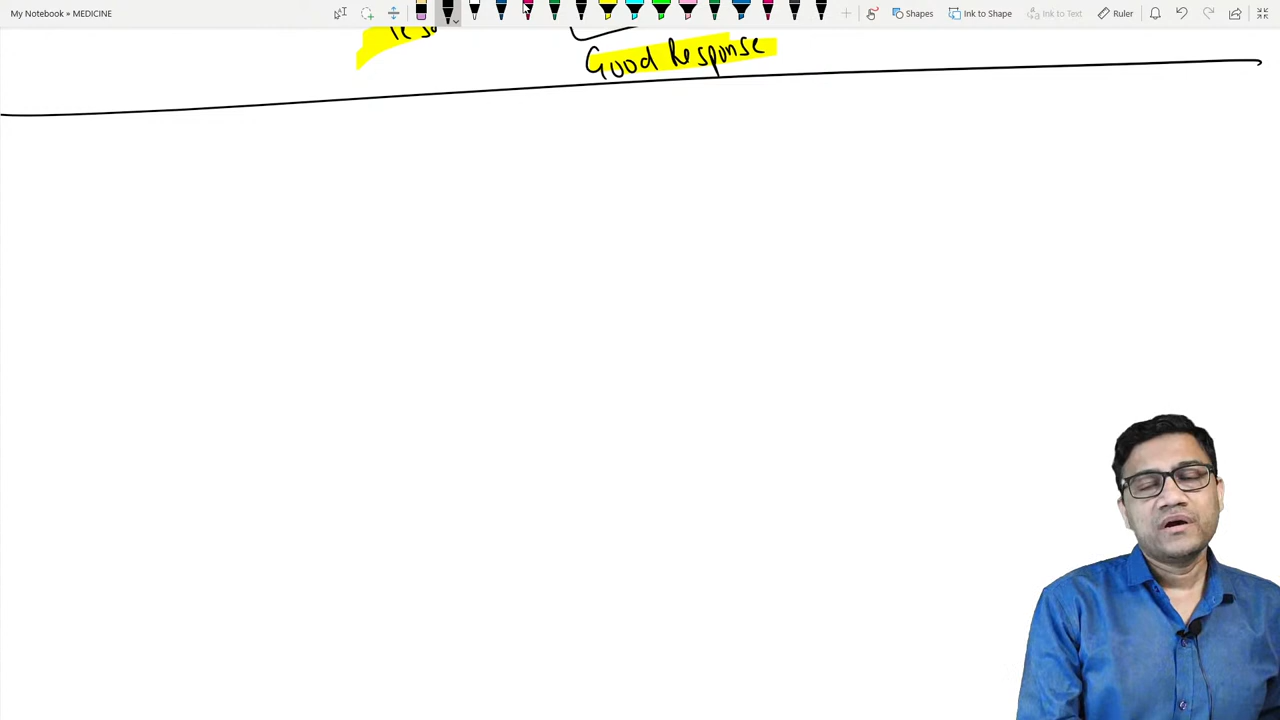 My Notebook » MEDICINE
Shapes
Ink to Shape
Ink to Text
Ruler
Good Response